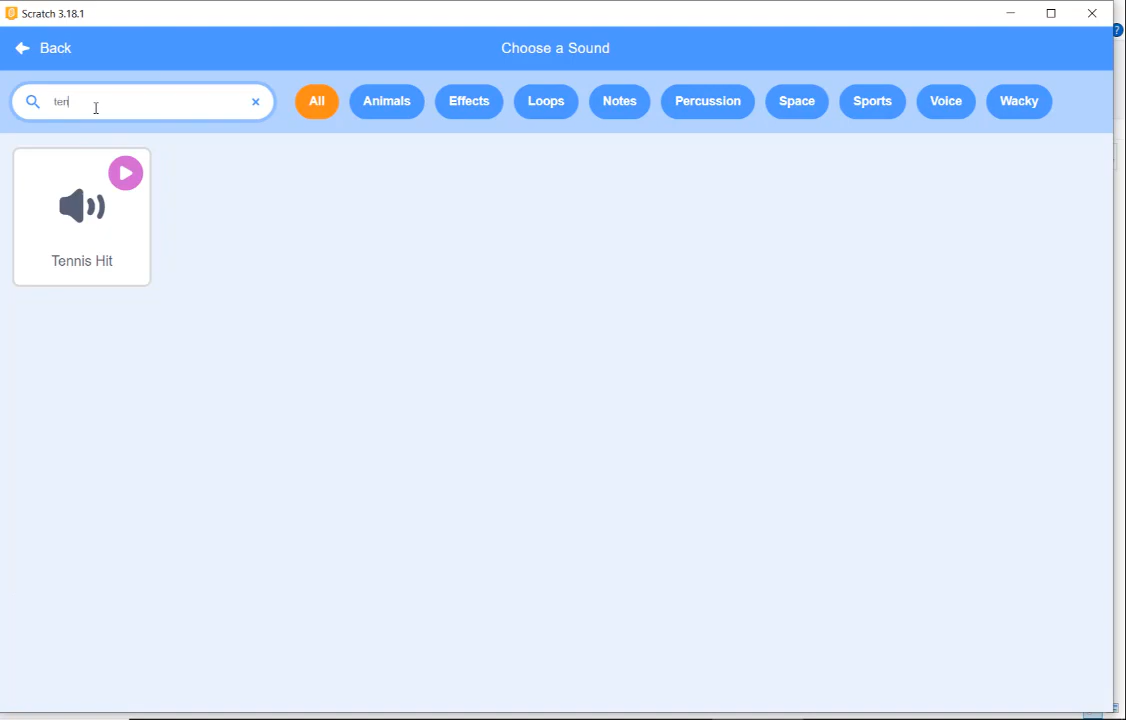 Scratch 3.18.1
Back
Choose a Sound
ten
All
Animals
Effects
Loops
Notes
Percussion
Space
Sports
Voice
Wacky
Tennis Hit